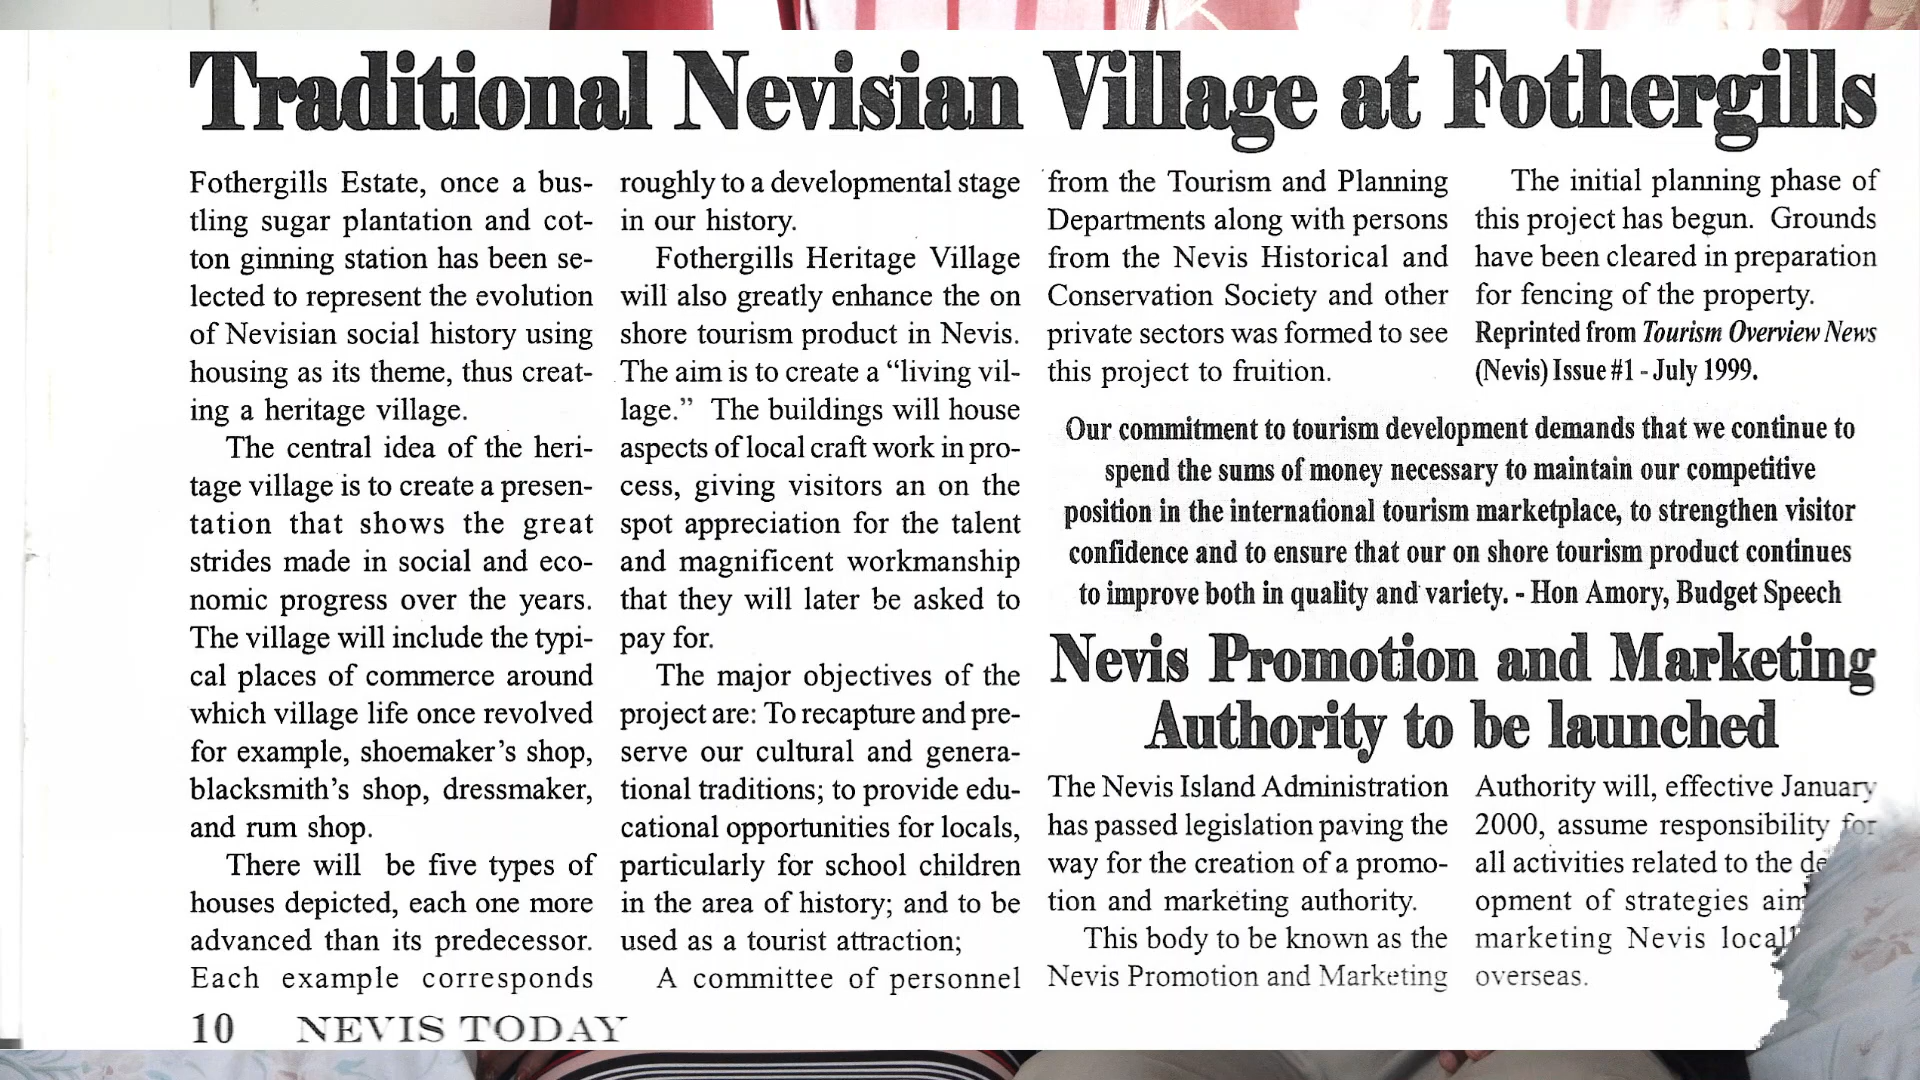 Traditional Nevisian Village at Fothergills
Fothergills Estate, once a bus-
tling sugar plantation and cot-
ton ginning station has been se-
lected to represent the evolution
of Nevisian social history using
housing as its theme, thus creat-
ing a heritage village.
The central idea of the heri-
tage village is to create a presen-
tation that shows the great
strides made in social and eco-
nomic progress over the years.
The village will include the typi-
cal places of commerce around
which village life once revolved
for example, shoemaker's shop,
blacksmith's shop, dressmaker,
and rum shop.
There will be five types of
houses depicted, each one more
advanced than its predecessor.
Each example corresponds
roughly to a developmental stage
in our history.
Fothergills Heritage Village
will also greatly enhance the on
shore tourism product in Nevis.
The aim is to create a “living vil-
lage.” The buildings will house
aspects of local craft work in pro-
cess, giving visitors an on the
spot appreciation for the talent
and magnificent workmanship
that they will later be asked to
pay for.
The major objectives of the
project are: To recapture and pre-
serve our cultural and genera-
tional traditions; to provide edu-
cational opportunities for locals,
particularly for school children
in the area of history; and to be
used as a tourist attraction;
A committee of personnel
from the Tourism and Planning
Departments along with persons
from the Nevis Historical and
Conservation Society and other
private sectors was formed to see
this project to fruition.
The initial planning phase of
this project has begun. Grounds
have been cleared in preparation
for fencing of the property.
Reprinted from Tourism Overview News
(Nevis) Issue #1 - July 1999.
Our commitment to tourism development demands that we continue to
spend the sums of money necessary to maintain our competitive
position in the international tourism marketplace, to strengthen visitor
confidence and to ensure that our on shore tourism product continues
to improve both in quality and variety. - Hon Amory, Budget Speech
Nevis Promotion and Marketing
Authority to be launched
The Nevis Island Administration
has passed legislation paving the
way for the creation of a promo-
tion and marketing authority.
This body to be known as the
Nevis Promotion and Marketing
Authority will, effective January
2000, assume responsibility for
all activities related to the
opment of strategies
marketing Nevis
overseas.
10 NEVIS TODAY